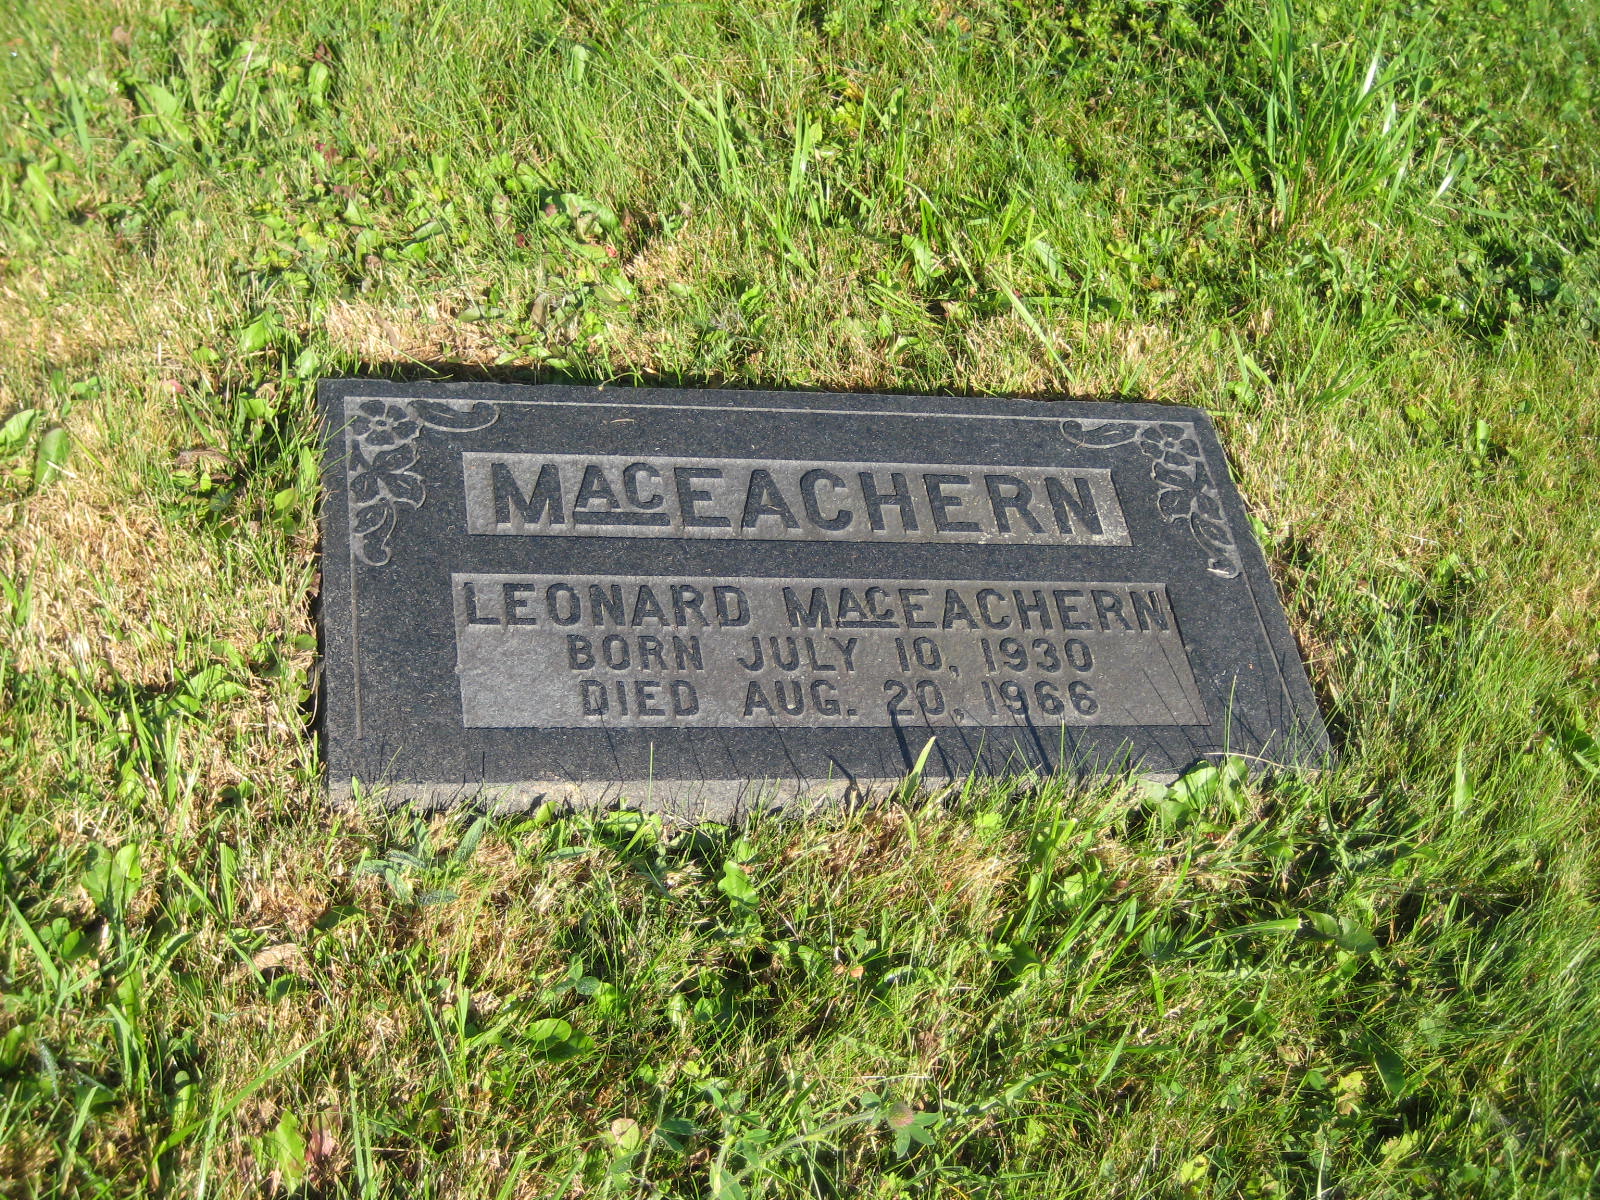 MacEACHERN
LEONARD MacEACHERN
BORN JULY 10, 1930
DIED AUG. 20, 1966